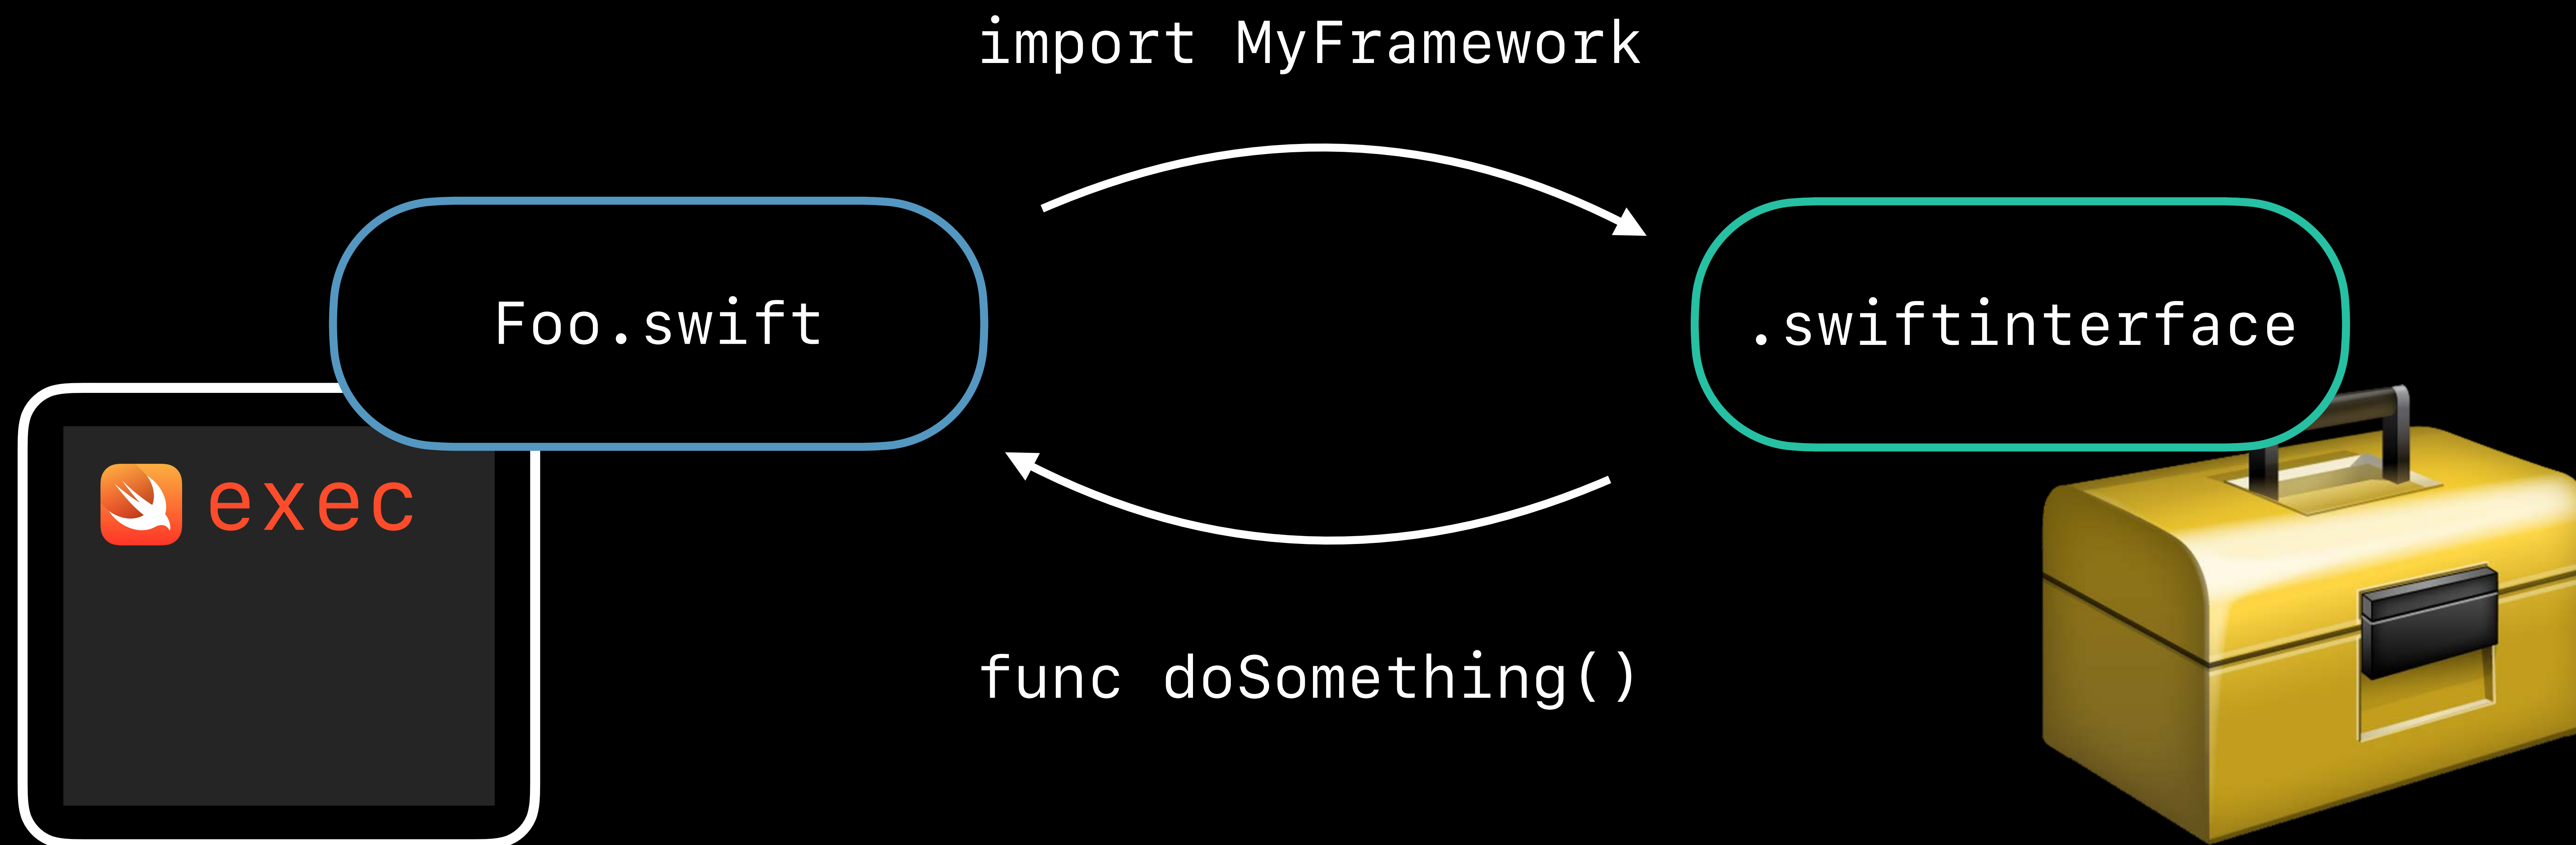 import MyFramework
Foo.swift
.swiftinterface
exec
func doSomething()